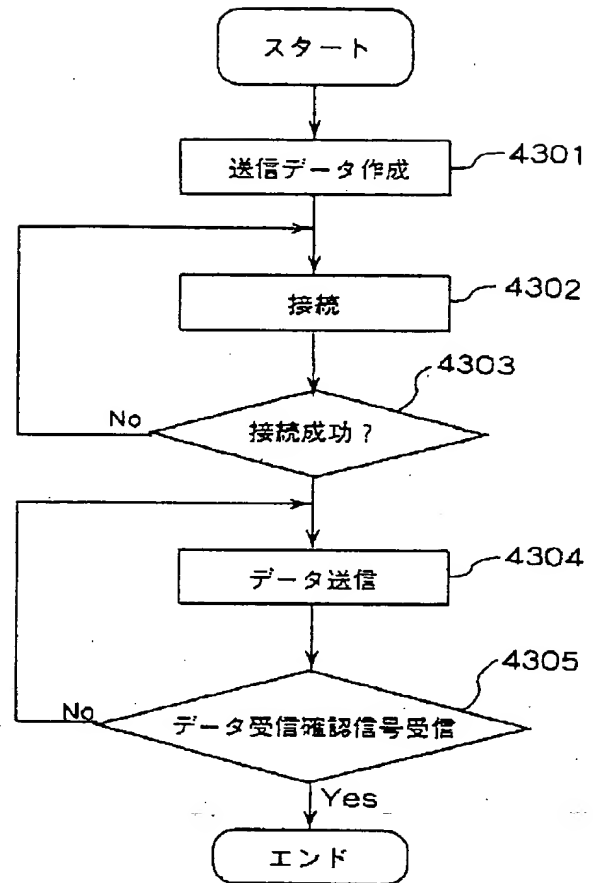 スタート
送信データ作成
4301
接続
4302
4303
接続成功？
No
データ送信
4304
4305
データ受信確認信号受信
No
Yes
エンド